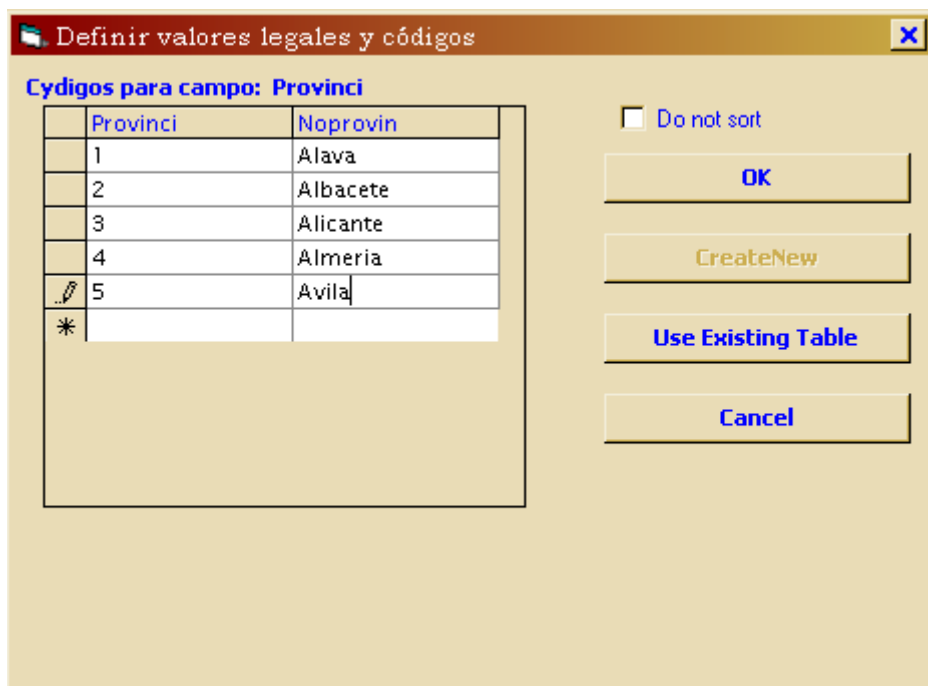 Definir valores legales y códigos
Cydigos para campo: Provinci
Provinci Noprovin
1 Alava
2 Albacete
3 Alicante
4 Almeria
5 Avila
Do not sort
OK
CreateNew
Use Existing Table
Cancel